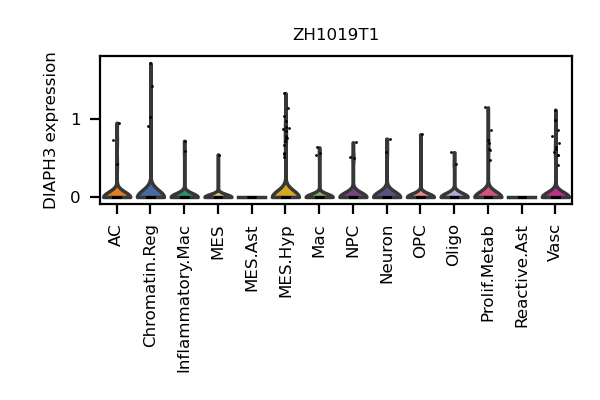 ZH1019T1
DIAPH3 expression
1
0
AC
Chromatin.Reg
Inflammatory.Mac
MES
MES.Ast
MES.Hyp
Mac
NPC
Neuron
OPC
Oligo
Prolif.Metab
Reactive.Ast
Vasc